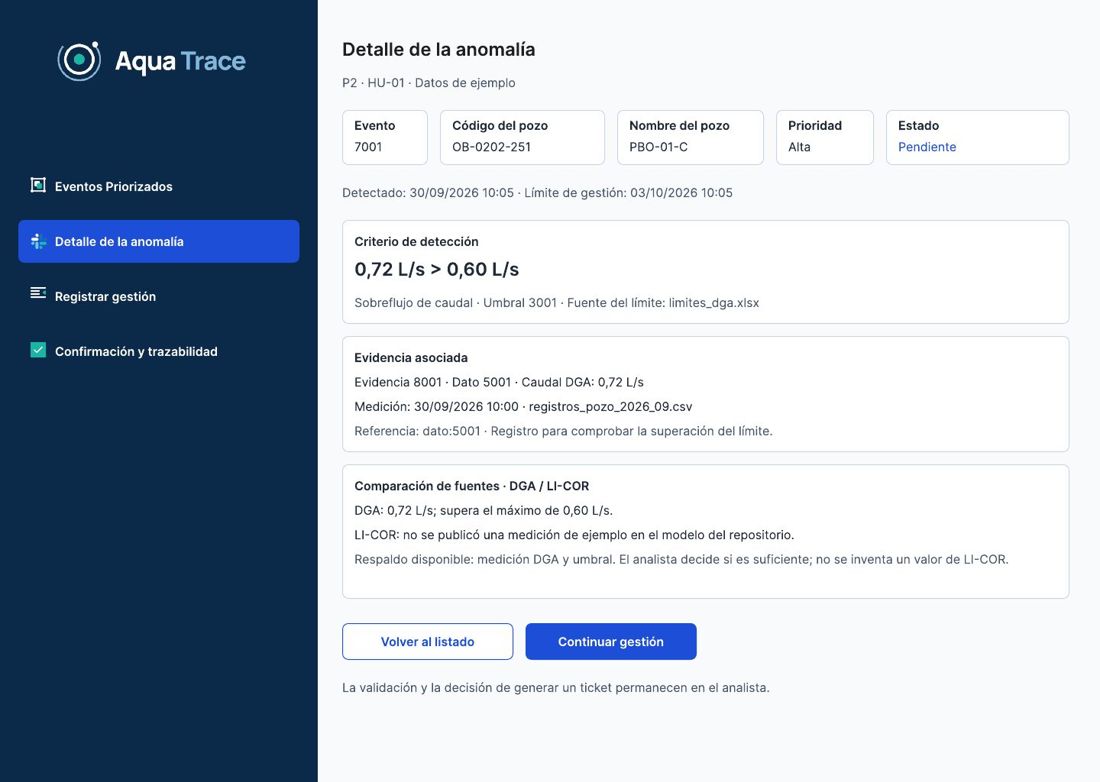 Aqua Trace
Eventos Priorizados
Detalle de la anomalía
Registrar gestión
Confirmación y trazabilidad
Detalle de la anomalía
P2 · HU-01 · Datos de ejemplo
Evento
7001
Código del pozo
OB-0202-251
Nombre del pozo
PBO-01-C
Prioridad
Alta
Estado
Pendiente
Detectado: 30/09/2026 10:05 · Límite de gestión: 03/10/2026 10:05
Criterio de detección
0,72 L/s > 0,60 L/s
Sobreflujo de caudal · Umbral 3001 · Fuente del límite: limites_dga.xlsx
Evidencia asociada
Evidencia 8001 · Dato 5001 · Caudal DGA: 0,72 L/s
Medición: 30/09/2026 10:00 · registros_pozo_2026_09.csv
Referencia: dato:5001 · Registro para comprobar la superación del límite.
Comparación de fuentes · DGA / LI-COR
DGA: 0,72 L/s; supera el máximo de 0,60 L/s.
LI-COR: no se publicó una medición de ejemplo en el modelo del repositorio.
Respaldo disponible: medición DGA y umbral. El analista decide si es suficiente; no se inventa un valor de LI-COR.
Volver al listado
Continuar gestión
La validación y la decisión de generar un ticket permanecen en el analista.